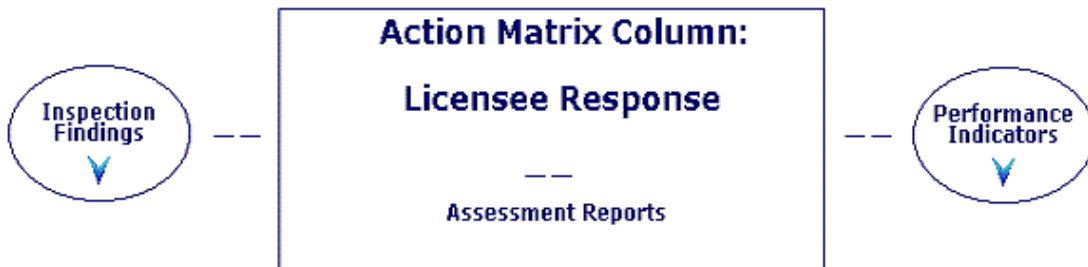 Action Matrix Column:
Licensee Response
Inspection
Findings
Performance
Indicators
Assessment Reports